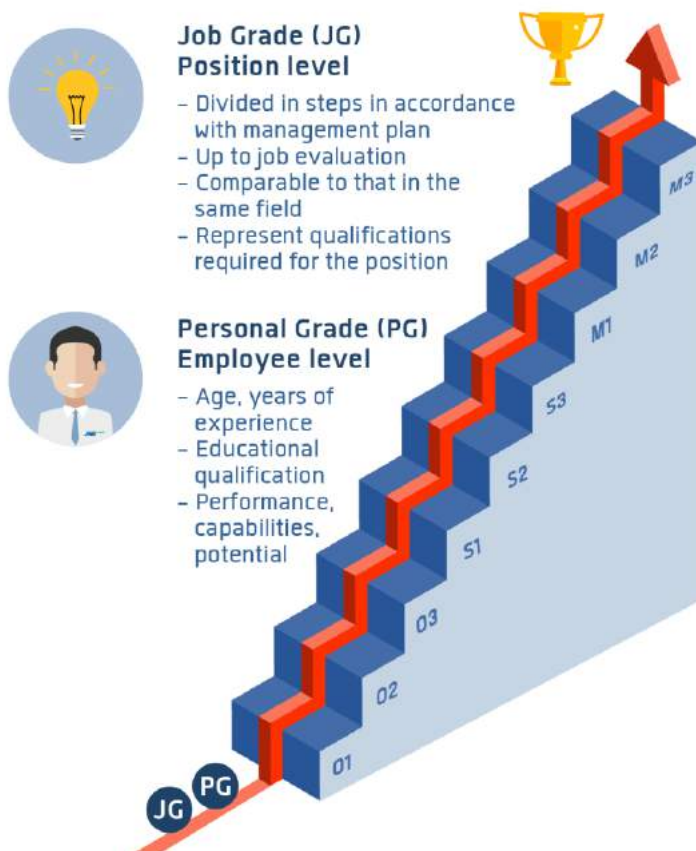 Job Grade (JG)
Position level
- Divided in steps in accordance
with management plan
- Up to job evaluation
- Comparable to that in the
same field
- Represent qualifications
required for the position
Personal Grade (PG)
Employee level
- Age, years of
experience
- Educational
qualification
- Performance,
capabilities,
potential
M3
M2
M1
S3
S2
S1
O3
O2
O1
PG
JG